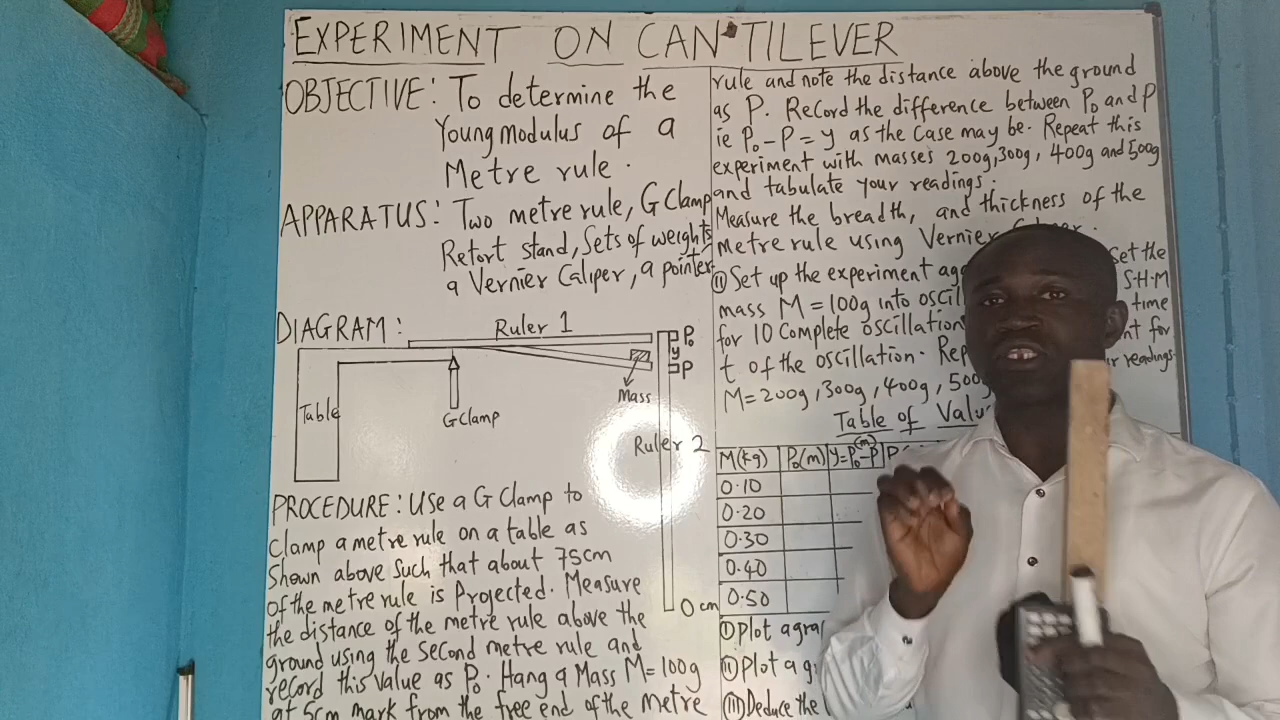 EXPERIMENT ON CANTILEVER
OBJECTIVE: To determine the
Young modulus of a
Metre rule.
APPARATUS: Two metre rule, G Clamp
Retort stand, Sets of weights
a Vernier Caliper, a pointer
DIAGRAM:
Ruler 1
P₀
y
P
Mass
Table
G Clamp
Ruler 2
0 cm
PROCEDURE: Use a G Clamp to
Clamp a metre rule on a table as
Shown above Such that about 75cm
of the metre rule is Projected. Measure
the distance of the metre rule above the
ground using the second metre rule and
record this value as P₀. Hang a Mass M=100g
at 5cm mark from the free end of the metre
rule and note the distance above the ground
as P. Record the difference between P₀ and P
ie P₀-P=y as the Case may be. Repeat this
experiment with masses 200g,300g, 400g and 500g
and tabulate your readings.
Measure the breadth, and thickness of the
metre rule using Vernier
(ii) Set up the experiment Set the
mass M=100g into S.H.M
for 10 Complete oscillation time
t of the oscillation. for
M=200g,300g,400g, readings.
Table of
M(kg) P₀(m) y=P₀-P (m)
0.10
0.20
0.30
0.40
0.50
(i) Plot a
(ii) Plot a
(iii) Deduce the